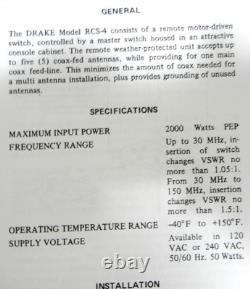 GENERAL
The DRAKE Model RCS-4 consists of a remote motor-driven
switch, controlled by a master switch housed in an attractive
console cabinet. The remote weather-protected unit accepts up
to five (5) coax-fed antennas, while providing for one main
coax feed-line. This minimizes the amount of coax needed for
a multi antenna installation, plus provides grounding of unused
antennas.
SPECIFICATIONS
MAXIMUM INPUT POWER 2000 Watts PEP
FREQUENCY RANGE Up to 30 MHz, in-
sertion of switch
changes VSWR no
more than 1.05:1.
From 30 MHz to
150 MHz, insertion
changes VSWR no
more than 1.5:1.
OPERATING TEMPERATURE RANGE -40°F to +150°F.
SUPPLY VOLTAGE Available in 120
VAC or 240 VAC,
50/60 Hz. 50 Watts.
INSTALLATION